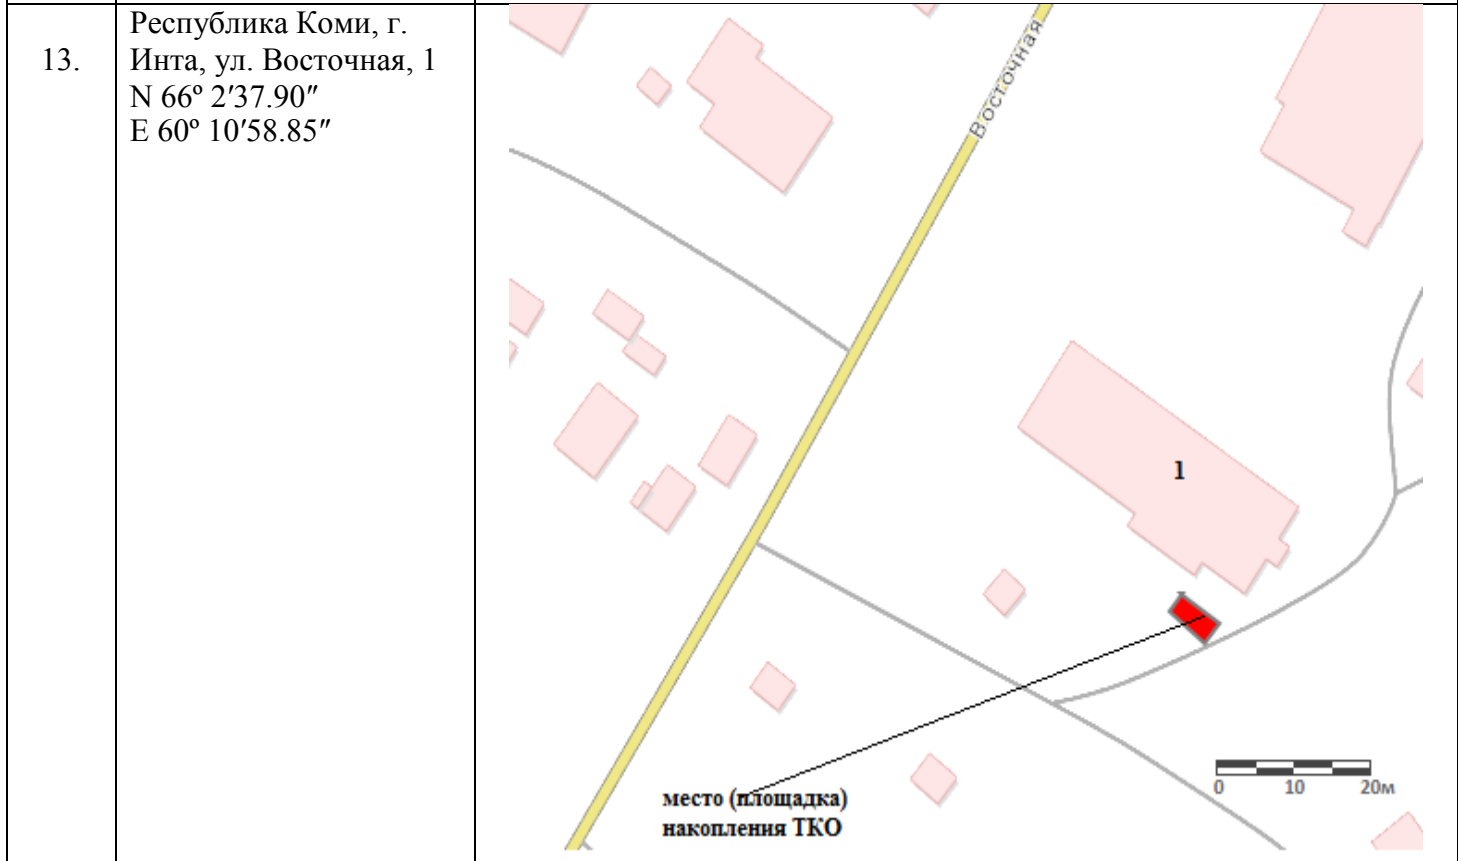 13.
Республика Коми, г.
Инта, ул. Восточная, 1
N 66º 2′37.90″
E 60º 10′58.85″
Восточная
1
место (площадка)
накопления ТКО
0 10 20м